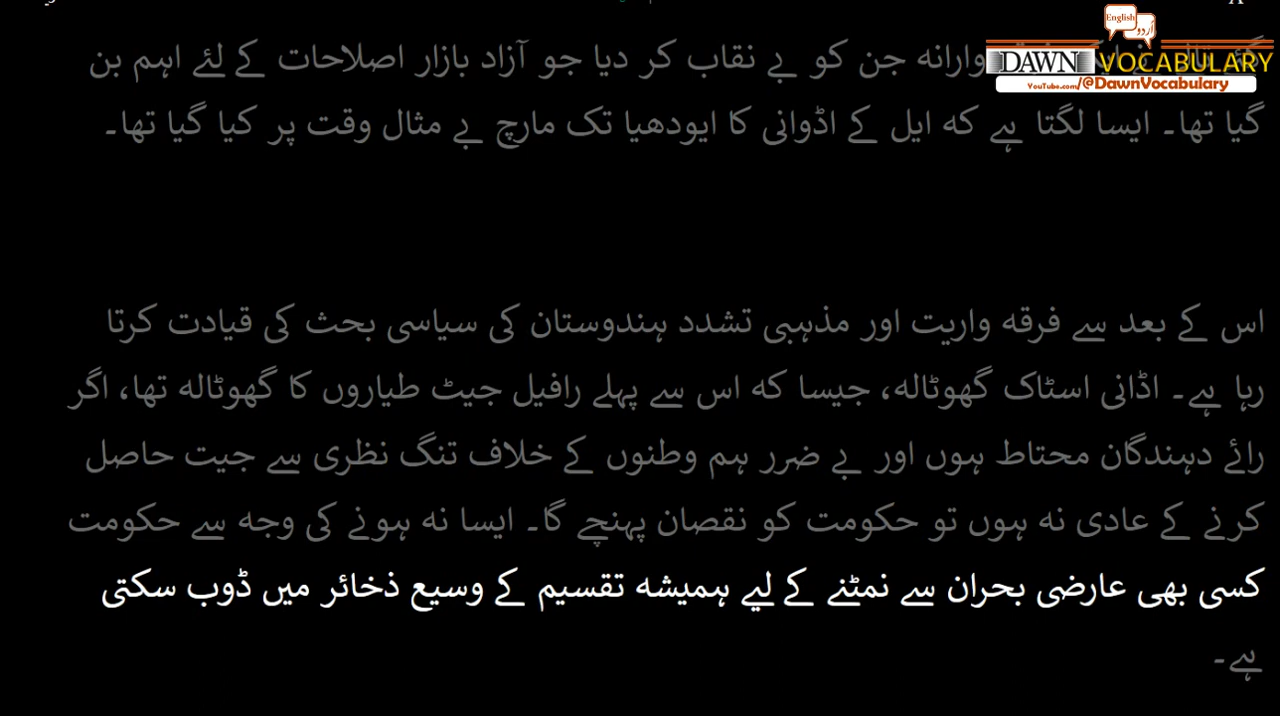 English
اُردُو
DAWN VOCABULARY
YouTube.com/@DawnVocabulary
وارانہ جن کو بے نقاب کر دیا جو آزاد بازار اصلاحات کے لئے اہم بن
گیا تھا۔ ایسا لگتا ہے کہ ایل کے اڈوانی کا ایودھیا تک مارچ بے مثال وقت پر کیا گیا تھا۔
اس کے بعد سے فرقہ واریت اور مذہبی تشدد ہندوستان کی سیاسی بحث کی قیادت کرتا
رہا ہے۔ اڈانی اسٹاک گھوٹالہ، جیسا کہ اس سے پہلے رافیل جیٹ طیاروں کا گھوٹالہ تھا، اگر
رائے دہندگان محتاط ہوں اور بے ضرر ہم وطنوں کے خلاف تنگ نظری سے جیت حاصل
کرنے کے عادی نہ ہوں تو حکومت کو نقصان پہنچے گا۔ ایسا نہ ہونے کی وجہ سے حکومت
کسی بھی عارضی بحران سے نمٹنے کے لیے ہمیشہ تقسیم کے وسیع ذخائر میں ڈوب سکتی
ہے۔